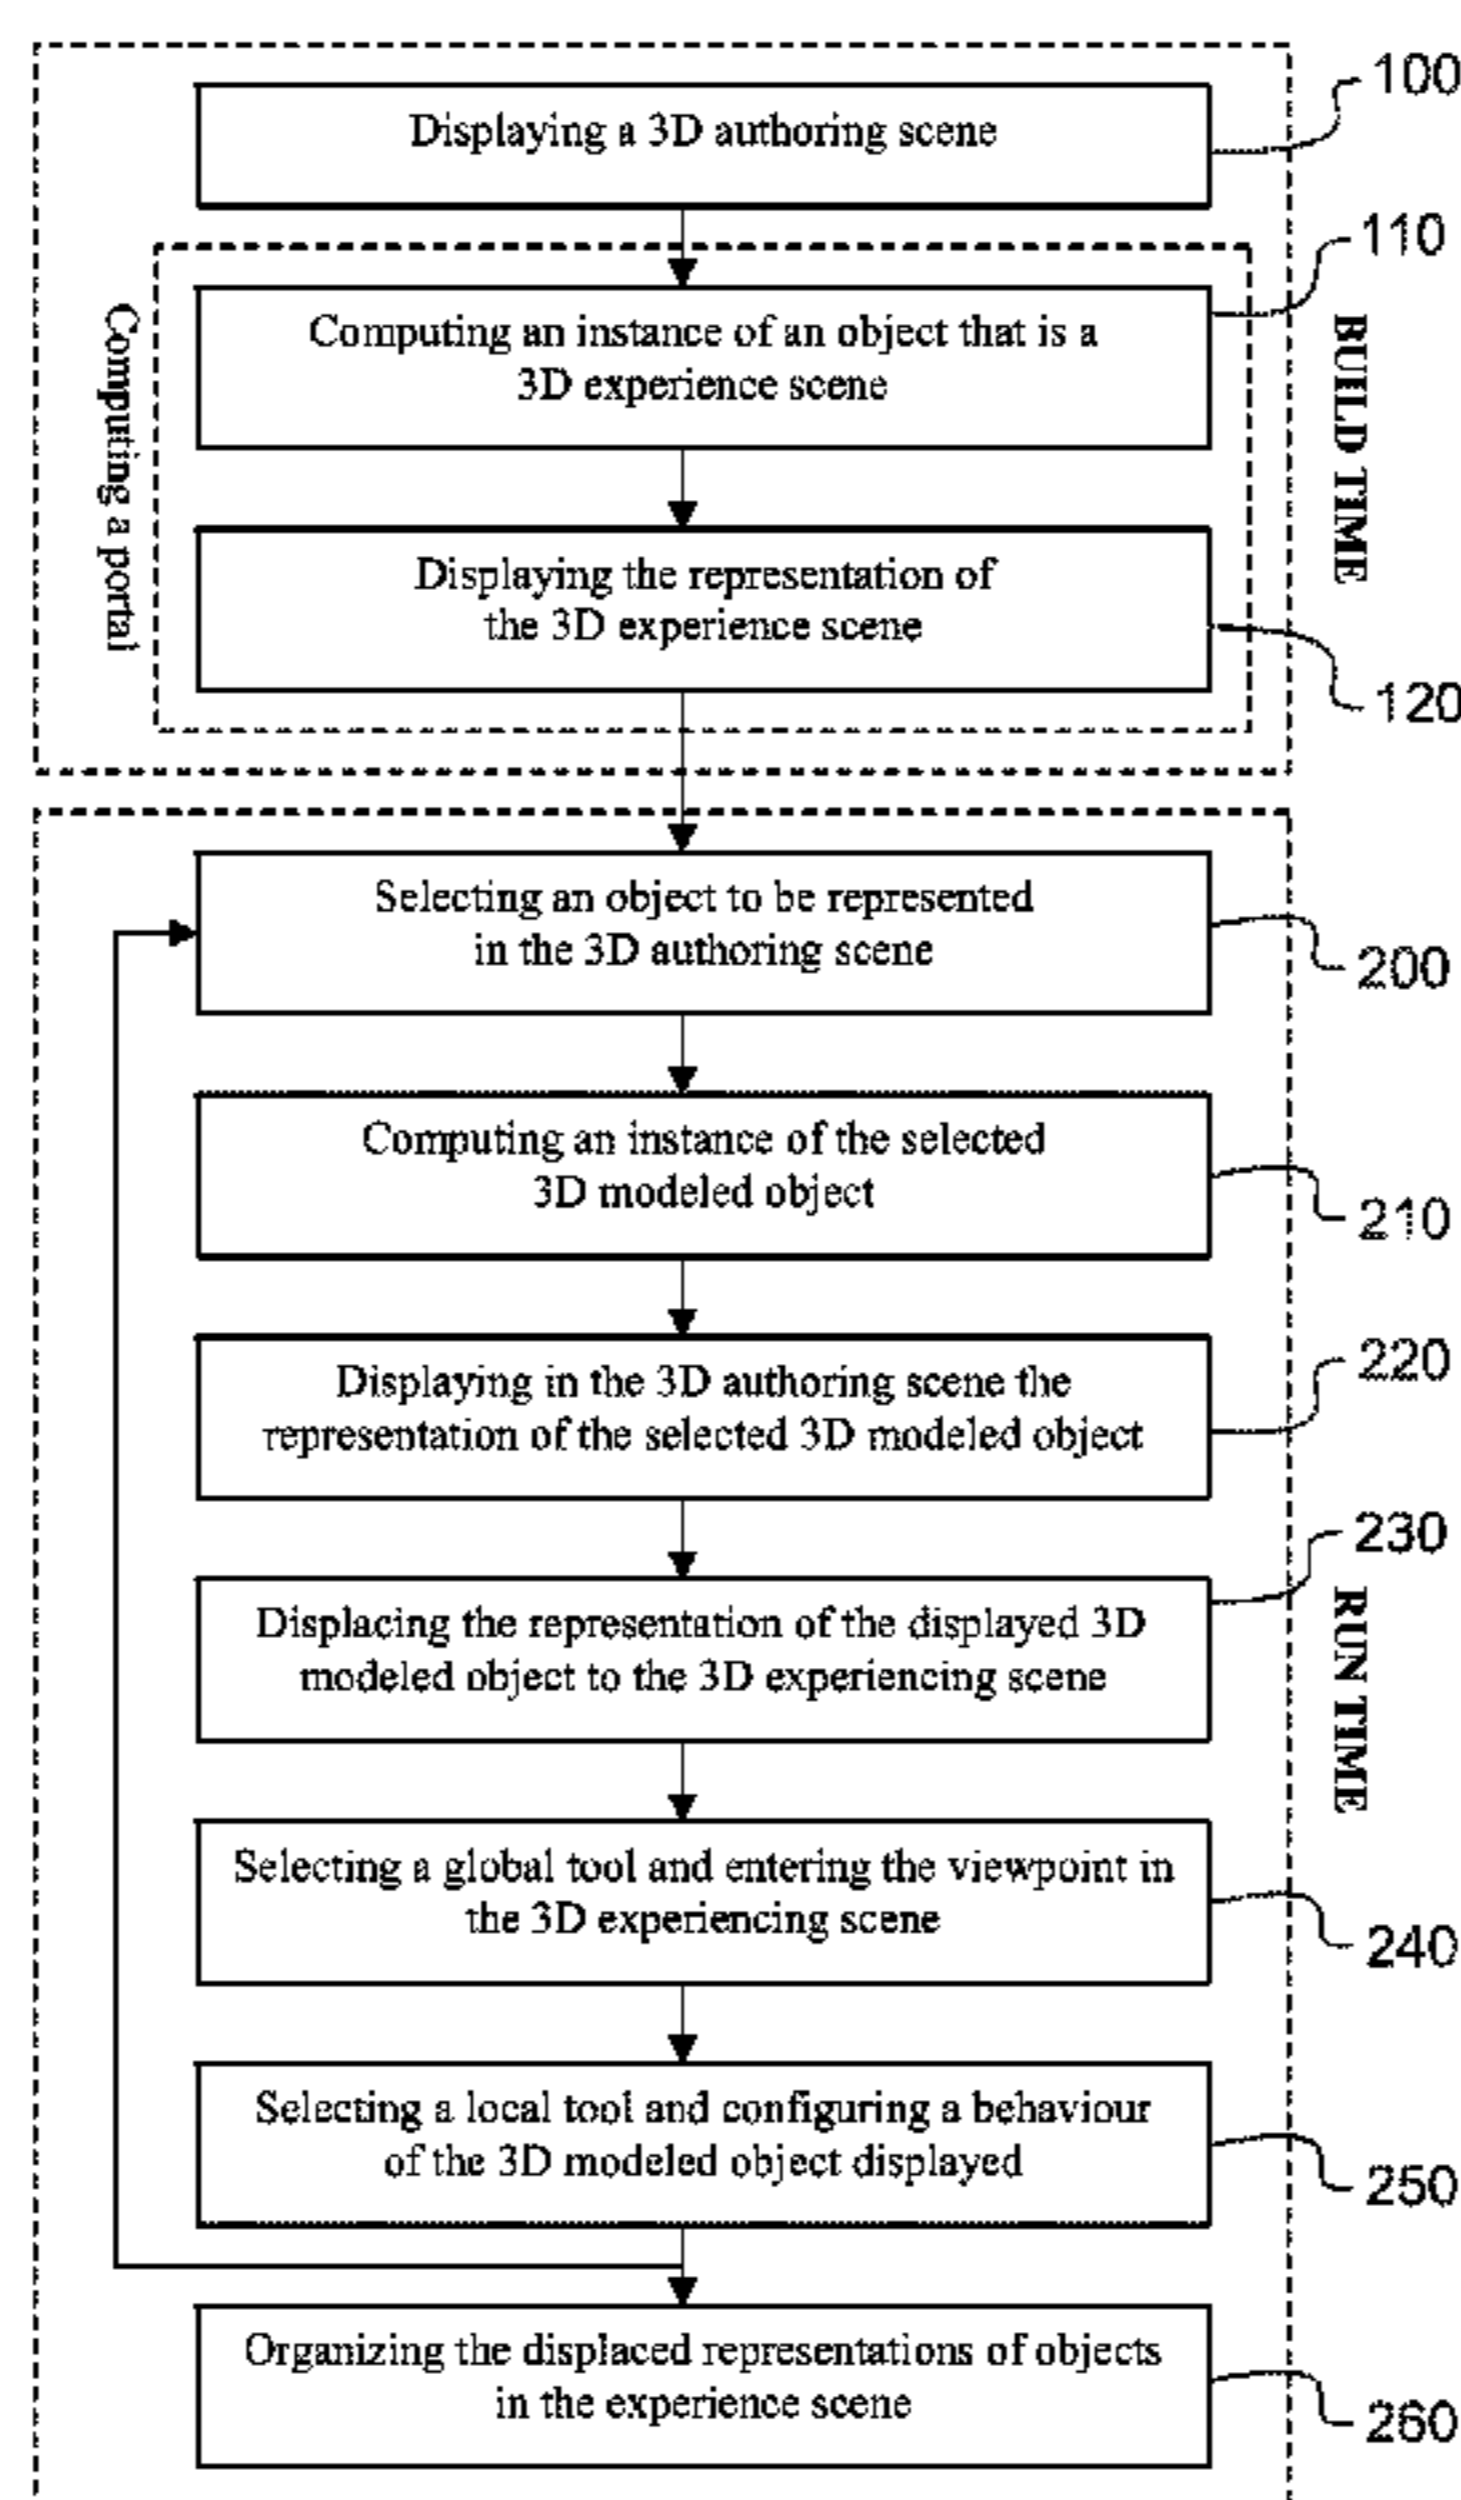 100
Displaying a 3D authoring scene
110
Computing an instance of an object that is a
3D experience scene
Computing a portal
BUILD TIME
Displaying the representation of
the 3D experience scene
120
Selecting an object to be represented
in the 3D authoring scene
200
Computing an instance of the selected
3D modeled object
210
Displaying in the 3D authoring scene the
representation of the selected 3D modeled object
220
230
Displacing the representation of the displayed 3D
modeled object to the 3D experiencing scene
RUN TIME
Selecting a global tool and entering the viewpoint in
the 3D experiencing scene
240
Selecting a local tool and configuring a behaviour
of the 3D modeled object displayed
250
Organizing the displaced representations of objects
in the experience scene
260